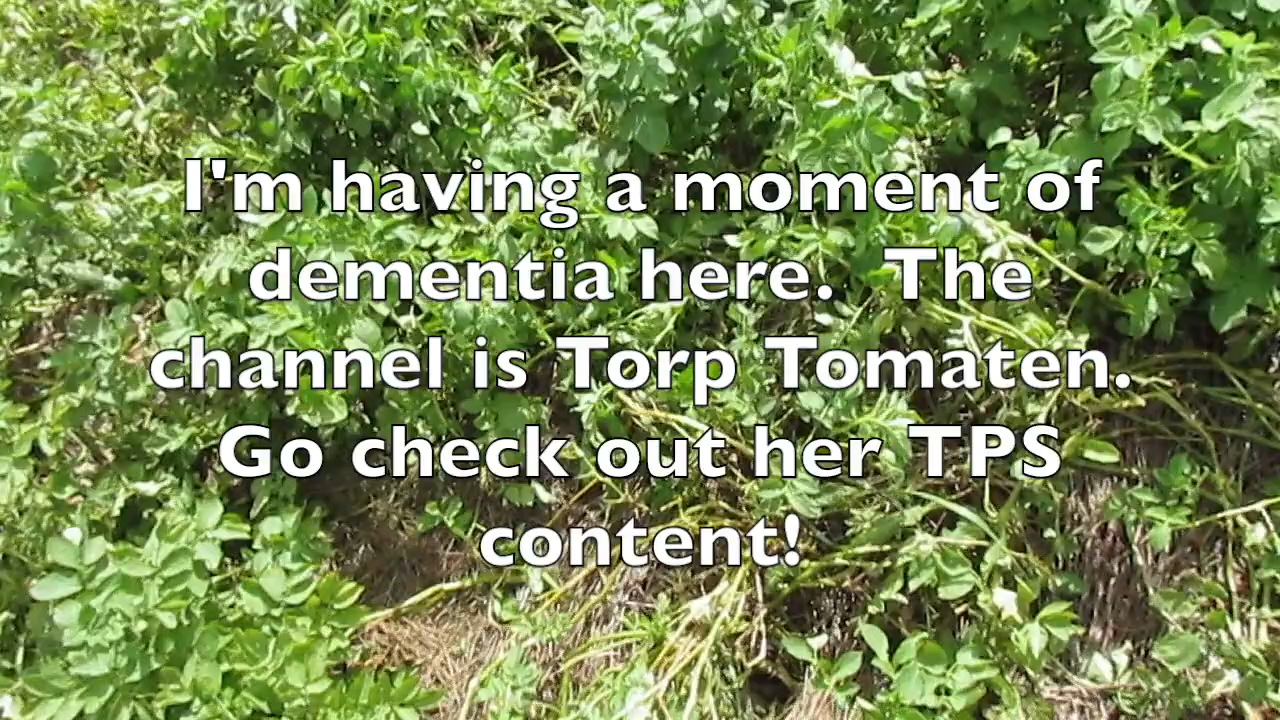 I'm having a moment of
dementia here.  The
channel is Torp Tomaten.
Go check out her TPS
content!